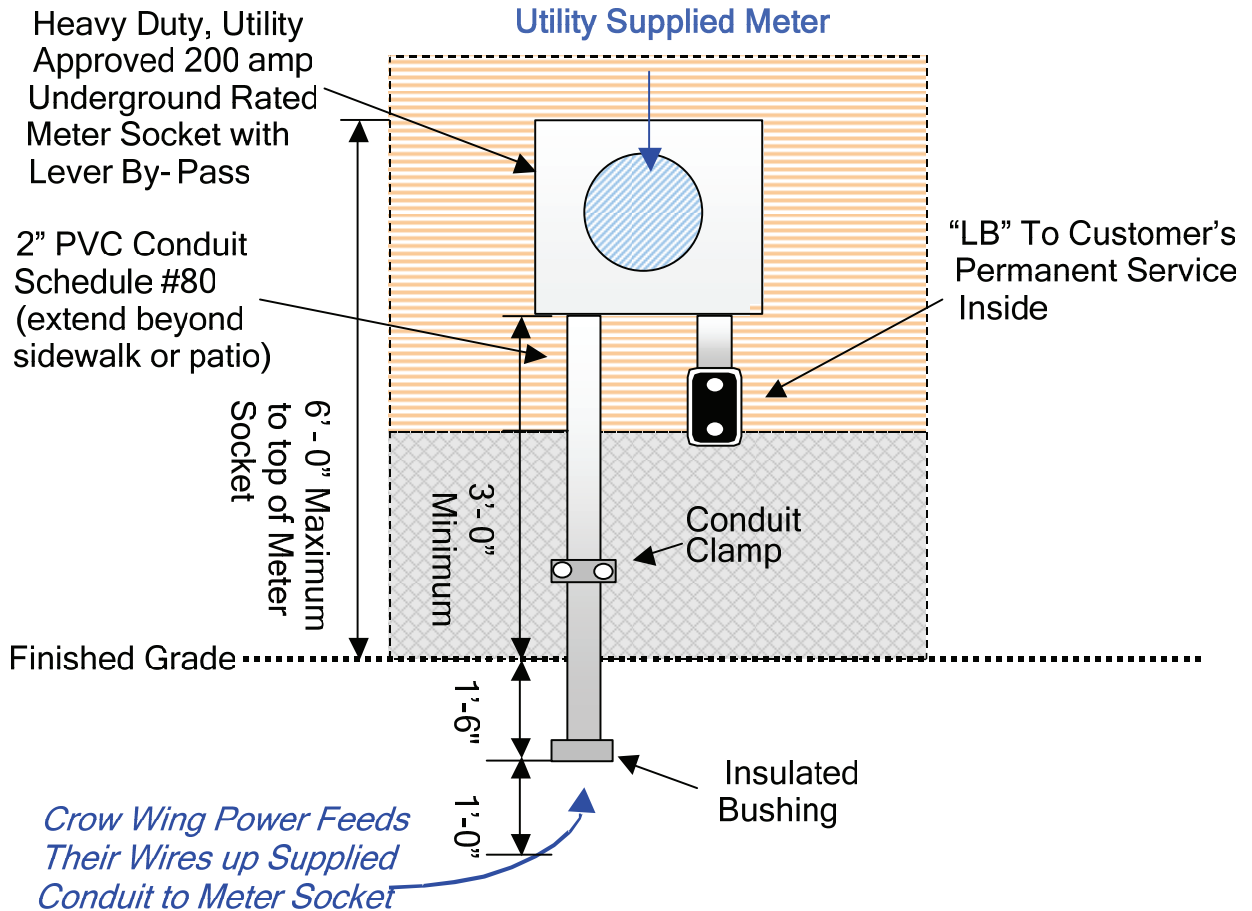 Heavy Duty, Utility
Approved 200 amp
Underground Rated
Meter Socket with
Lever By- Pass
Utility Supplied Meter
2” PVC Conduit
Schedule #80
(extend beyond
sidewalk or patio)
“LB” To Customer’s
Permanent Service
Inside
6’ - 0” Maximum
to top of Meter
Socket
3’ - 0”
Minimum
Conduit
Clamp
Finished Grade
1’-6”
Insulated
Bushing
1’-0”
Crow Wing Power Feeds
Their Wires up Supplied
Conduit to Meter Socket